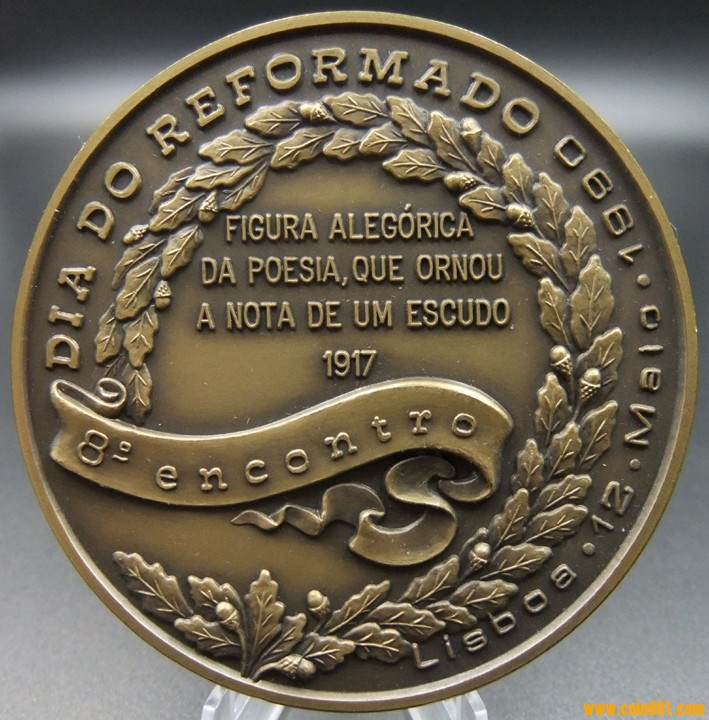 DIA DO REFORMADO
FIGURA ALEGÓRICA
DA POESIA, QUE ORNOU
A NOTA DE UM ESCUDO
1917
8º encontro
Lisboa • 12 • Maio • 1990
www.coin001.com